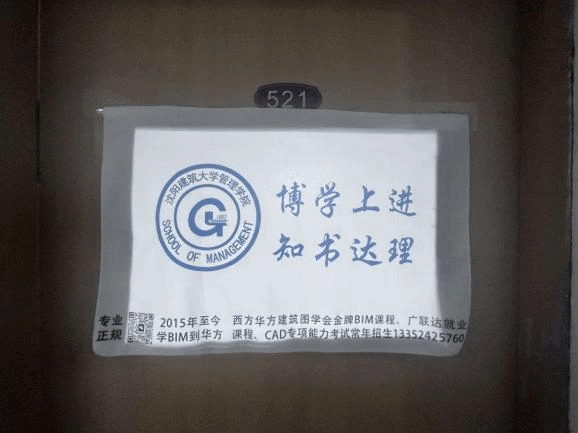 521
沈阳建筑大学管理学院
SCHOOL OF MANAGEMENT
博学上进
知书达理
专业 2015年至今 西方华方建筑图学会金牌BIM课程、广联达就业
正规 学BIM到华方 课程、CAD专项能力考试常年招生13352425760